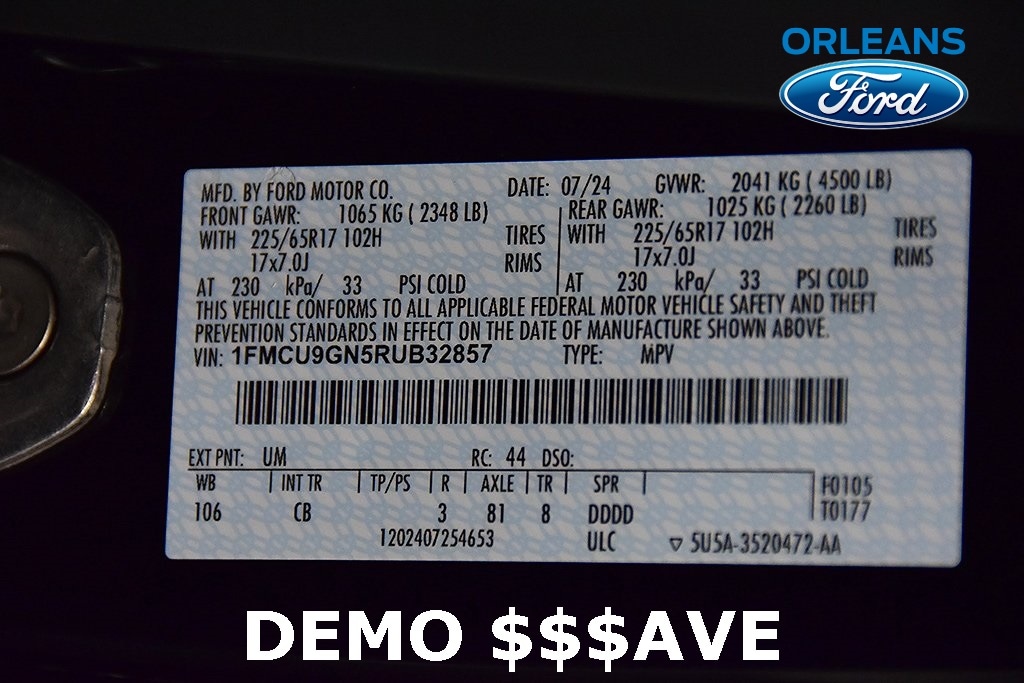 ORLEANS
Ford
MFD. BY FORD MOTOR CO. DATE: 07/24 GVWR: 2041 KG ( 4500 LB)
FRONT GAWR: 1065 KG ( 2348 LB) REAR GAWR: 1025 KG ( 2260 LB)
WITH 225/65R17 102H TIRES WITH 225/65R17 102H TIRES
17x7.0J RIMS 17x7.0J RIMS
AT 230 kPa/ 33 PSI COLD AT 230 kPa/ 33 PSI COLD
THIS VEHICLE CONFORMS TO ALL APPLICABLE FEDERAL MOTOR VEHICLE SAFETY AND THEFT
PREVENTION STANDARDS IN EFFECT ON THE DATE OF MANUFACTURE SHOWN ABOVE.
VIN: 1FMCU9GN5RUB32857 TYPE: MPV
EXT PNT: UM RC: 44 DSO:
WB INT TR TP/PS R AXLE TR SPR F0105
106 CB 3 81 8 DDDD T0177
1202407254653 ULC ▽ 5U5A-3520472-AA
DEMO $$$AVE